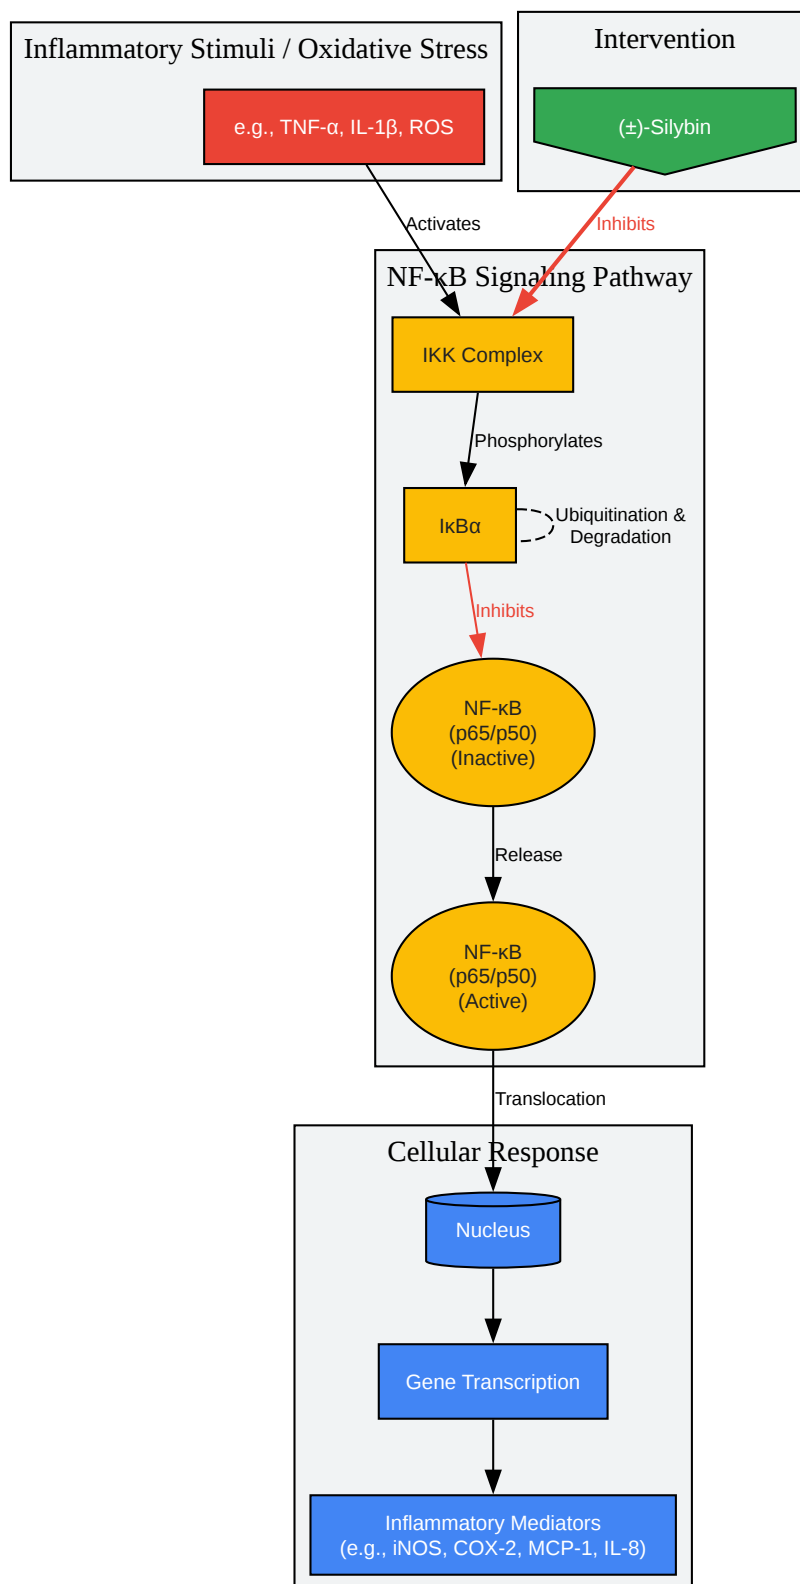 Inflammatory Stimuli / Oxidative Stress
e.g., TNF-α, IL-1β, ROS
Intervention
(±)-Silybin
Activates
Inhibits
NF-κB Signaling Pathway
IKK Complex
Phosphorylates
IκBα
Ubiquitination &
Degradation
Inhibits
NF-κB
(p65/p50)
(Inactive)
Release
NF-κB
(p65/p50)
(Active)
Translocation
Cellular Response
Nucleus
Gene Transcription
Inflammatory Mediators
(e.g., iNOS, COX-2, MCP-1, IL-8)